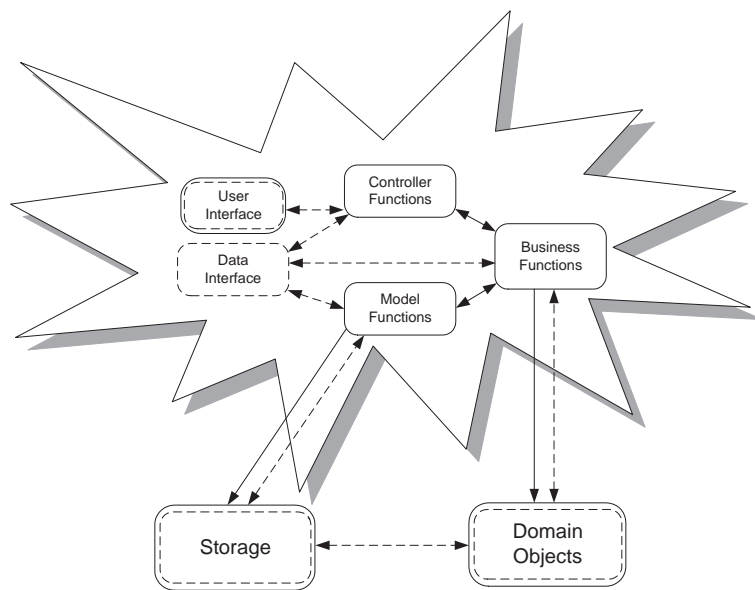 User
Interface
Controller
Functions
Data
Interface
Business
Functions
Model
Functions
Storage
Domain
Objects